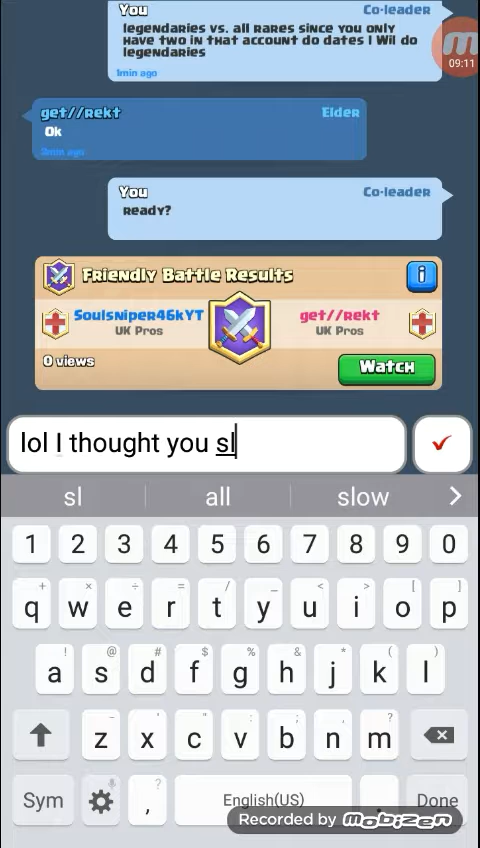 You Co-leader
legendaries vs. all rares since you only
have two in that account do dates I Wil do
legendaries
1min ago
09:11
get//rekt Elder
Ok
2min ago
You Co-leader
Ready?
Friendly Battle Results
i
Soulsniper46kYT get//rekt
UK Pros UK Pros
0 views
Watch
lol I thought you sl
sl all slow
1 2 3 4 5 6 7 8 9 0
+ × ÷ = / _ < > [ ]
q w e r t y u i o p
! @ # $ % ^ & * ( )
a s d f g h j k l
- ' " : ; , ?
z x c v b n m
?
Sym , English(US) . Done
Recorded by mobizen